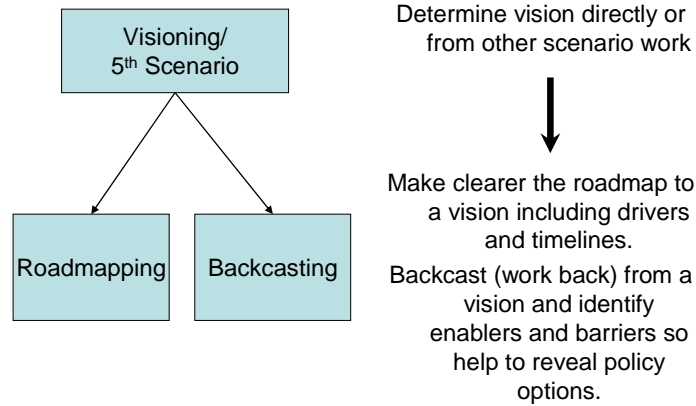 Visioning/
5th Scenario
Roadmapping
Backcasting
Determine vision directly or
from other scenario work
Make clearer the roadmap to
a vision including drivers
and timelines.
Backcast (work back) from a
vision and identify
enablers and barriers so
help to reveal policy
options.